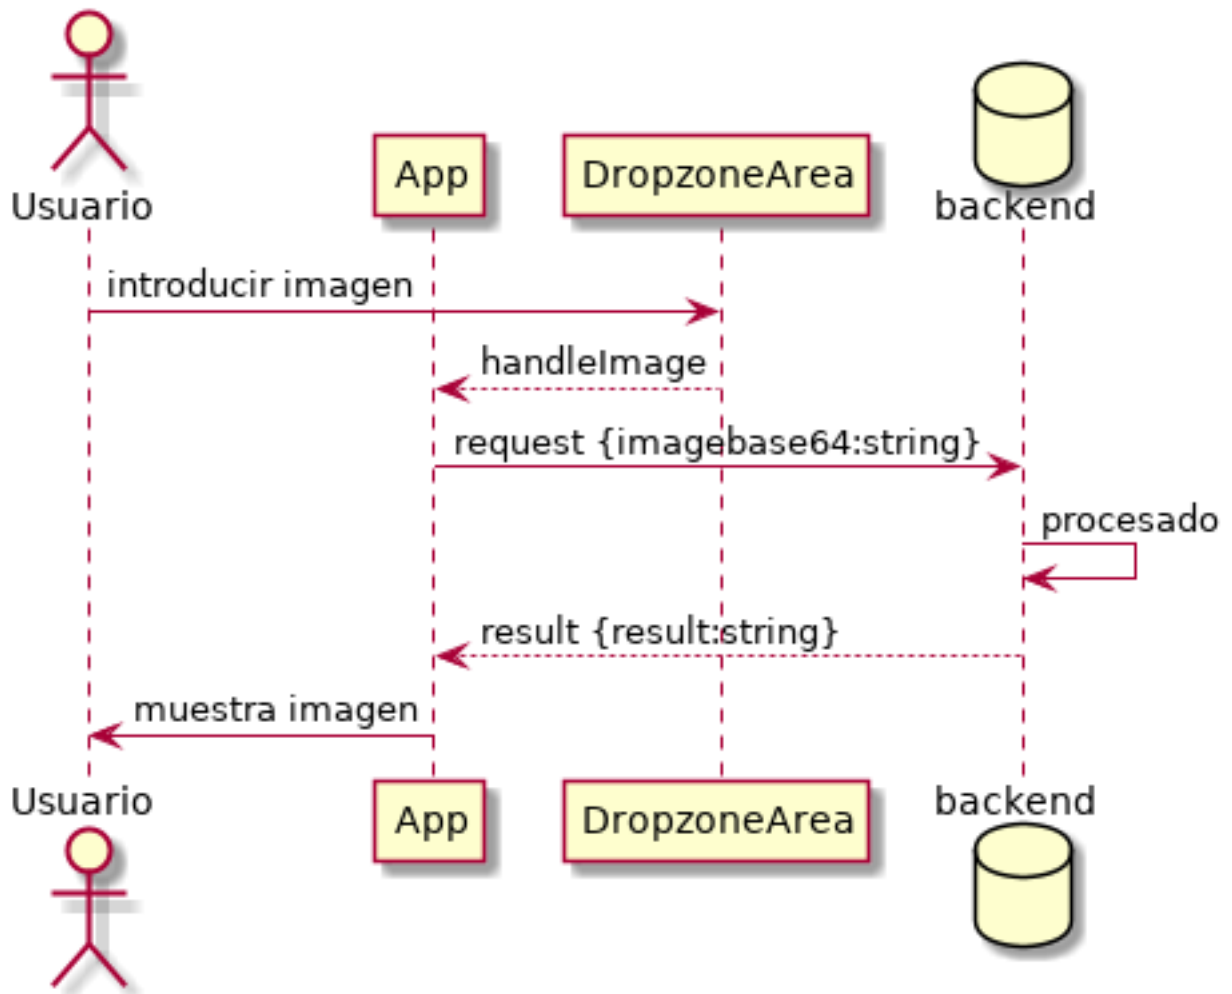 Usuario
App
DropzoneArea
backend
introducir imagen
handleImage
request {imagebase64:string}
procesado
result {result:string}
muestra imagen
Usuario
App
DropzoneArea
backend